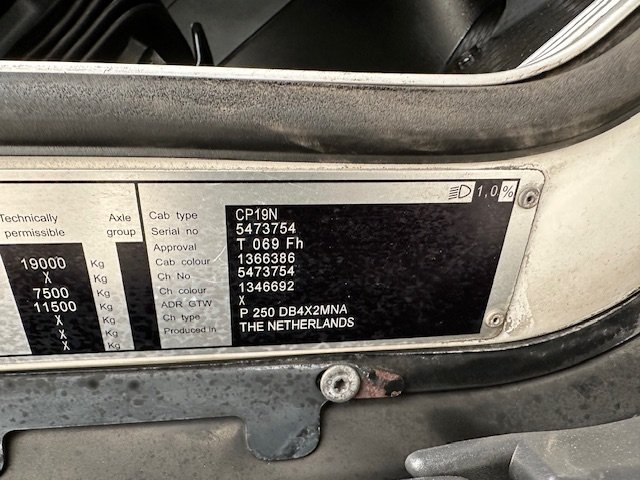 1,0%
Technically permissible
Axle group
19000 Kg
X Kg
7500 Kg
11500 Kg
X Kg
X Kg
X Kg
Cab type CP19N
Serial no 5473754
Approval T 069 Fh
Cab colour 1366386
Ch No. 5473754
Ch colour 1346692
ADR GTW X
Ch type P 250 DB4X2MNA
Produced in THE NETHERLANDS